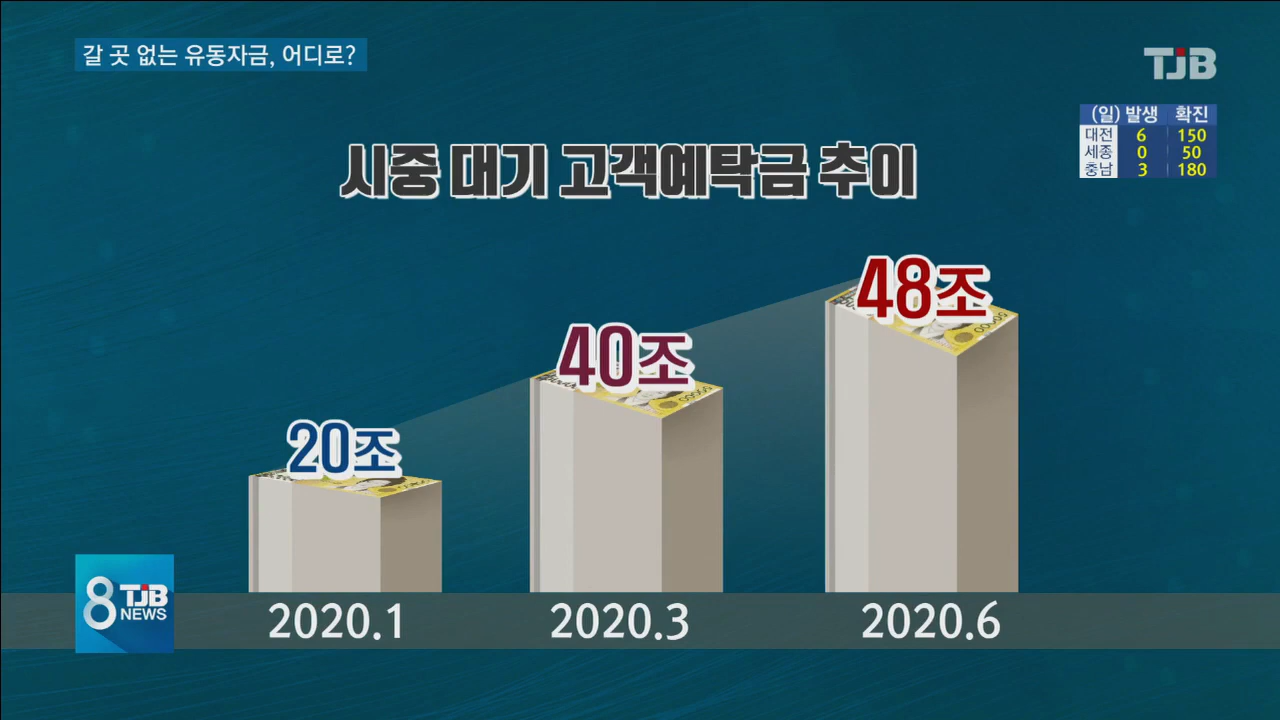 갈 곳 없는 유동자금, 어디로?
TJB
(일) 발생 확진
대전 6 150
세종 0 50
충남 3 180
시중 대기 고객예탁금 추이
20조
40조
48조
50000
50000
8 TJB NEWS
2020.1
2020.3
2020.6